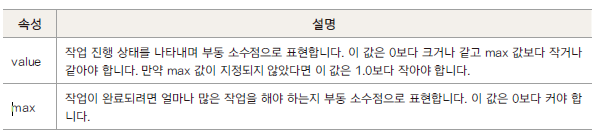 속성 설명
value 작업 진행 상태를 나타내며 부동 소수점으로 표현합니다. 이 값은 0보다 크거나 같고 max 값보다 작거나
같아야 합니다. 만약 max 값이 지정되지 않았다면 이 값은 1.0보다 작아야 합니다.
max 작업이 완료되려면 얼마나 많은 작업을 해야 하는지 부동 소수점으로 표현합니다. 이 값은 0보다 커야 합
니다.